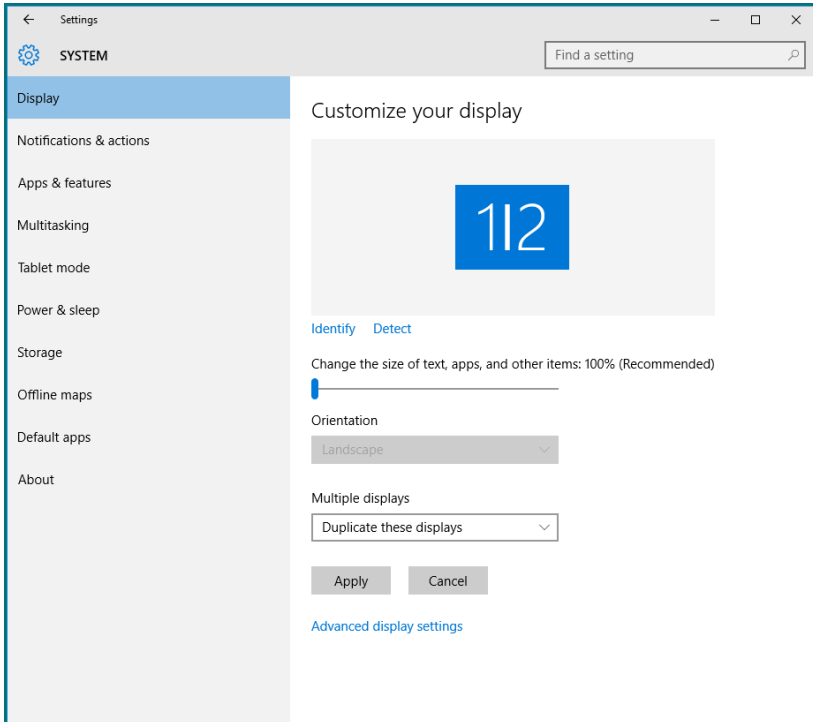 Settings
SYSTEM
Find a setting
Display
Notifications & actions
Apps & features
Multitasking
Tablet mode
Power & sleep
Storage
Offline maps
Default apps
About
Customize your display
1|2
Identify Detect
Change the size of text, apps, and other items: 100% (Recommended)
Orientation
Landscape
Multiple displays
Duplicate these displays
Apply Cancel
Advanced display settings